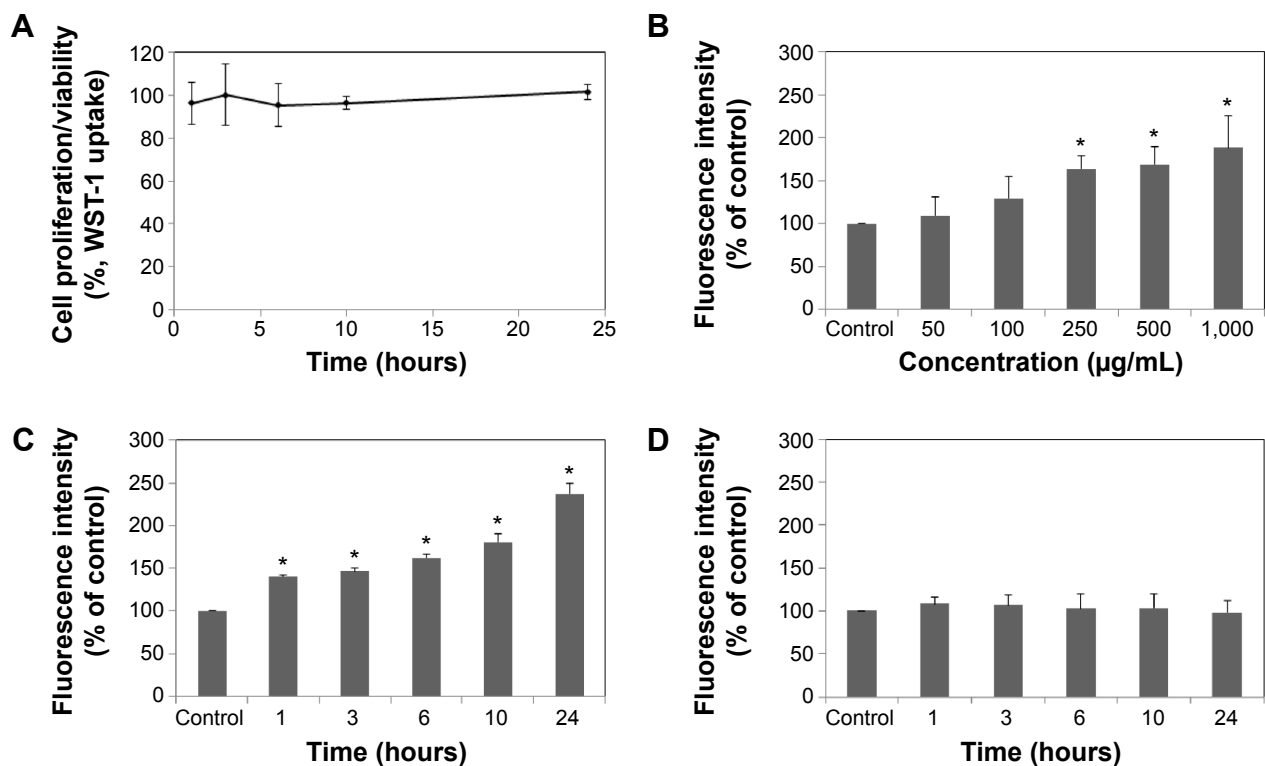 A
Cell proliferation/viability
(%, WST-1 uptake)
120
100
80
60
40
20
0
0 5 10 15 20 25
Time (hours)
B
Fluorescence intensity
(% of control)
300
250
200
150
100
50
0
* * *
Control 50 100 250 500 1,000
Concentration (µg/mL)
C
Fluorescence intensity
(% of control)
300
250
200
150
100
50
0
* * * * *
Control 1 3 6 10 24
Time (hours)
D
Fluorescence intensity
(% of control)
300
250
200
150
100
50
0
Control 1 3 6 10 24
Time (hours)